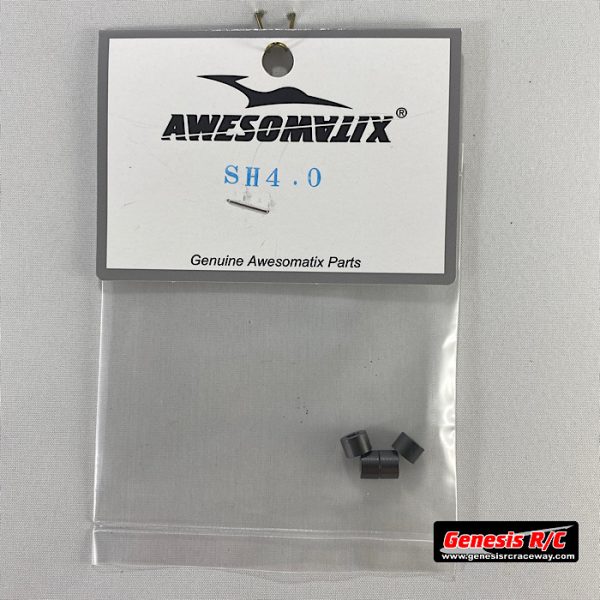 AWESOMATIX®
SH4.0
Genuine Awesomatix Parts
Genesis R/C
www.genesisrcraceway.com